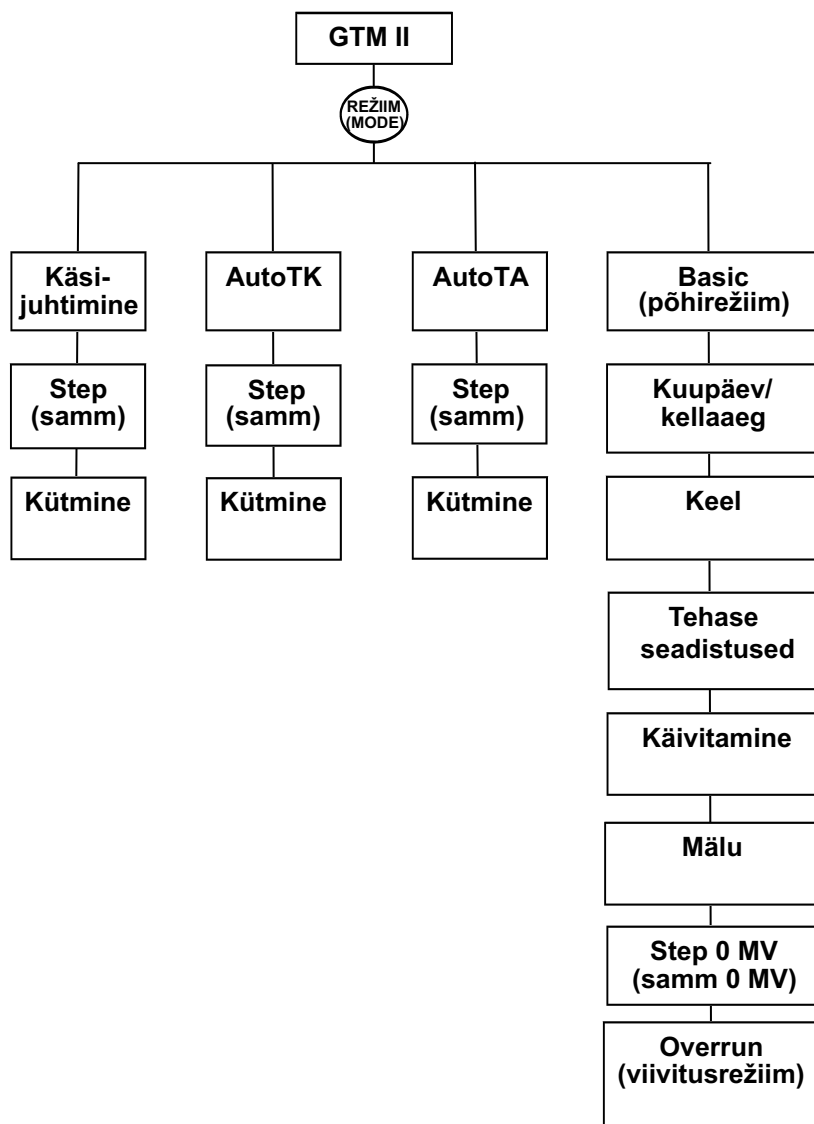 GTM II
REŽIIM
(MODE)
Käsi-
juhtimine
AutoTK
AutoTA
Basic
(põhirežiim)
Step
(samm)
Step
(samm)
Step
(samm)
Kuupäev/
kellaaeg
Kütmine
Kütmine
Kütmine
Keel
Tehase
seadistused
Käivitamine
Mälu
Step 0 MV
(samm 0 MV)
Overrun
(viivitusrežiim)